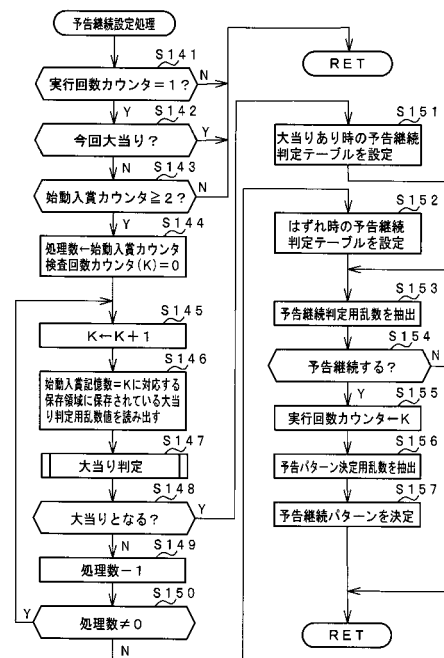 予告継続設定処理
S141
実行回数カウンタ=1?
N
Y
S142
今回大当り?
Y
N
S143
始動入賞カウンタ≧2?
N
Y
S144
処理数←始動入賞カウンタ
検査回数カウンタ(K)=0
S145
K←K+1
S146
始動入賞記憶数=Kに対応する
保存領域に保存されている大当
り判定用乱数値を読み出す
S147
大当り判定
S148
大当りとなる?
Y
N
S149
処理数-1
S150
処理数≠0
Y
N
RET
S151
大当りあり時の予告継続
判定テーブルを設定
S152
はずれ時の予告継続
判定テーブルを設定
S153
予告継続判定用乱数を抽出
S154
予告継続する?
N
Y
S155
実行回数カウンタ←K
S156
予告パターン決定用乱数を抽出
S157
予告継続パターンを決定
RET